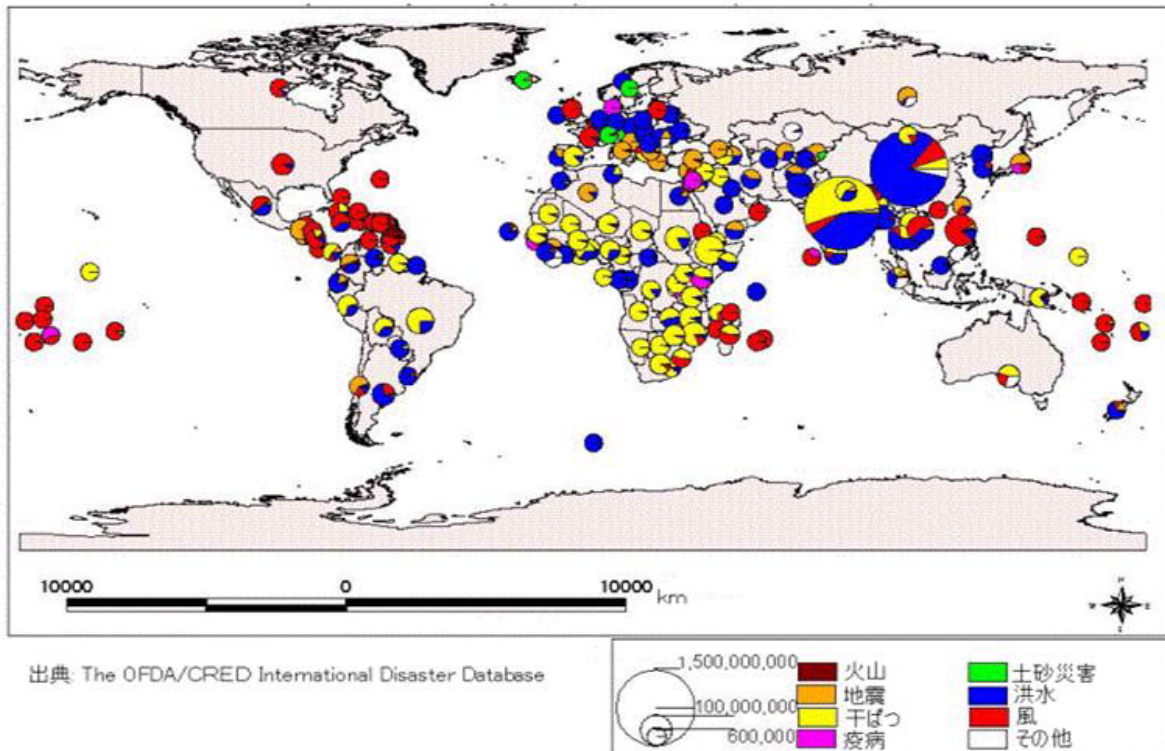 10000 0 10000 km
N
W E
S
出典: The OFDA/CRED International Disaster Database
1,500,000,000
100,000,000
600,000
火山
地震
干ばつ
疫病
土砂災害
洪水
風
その他